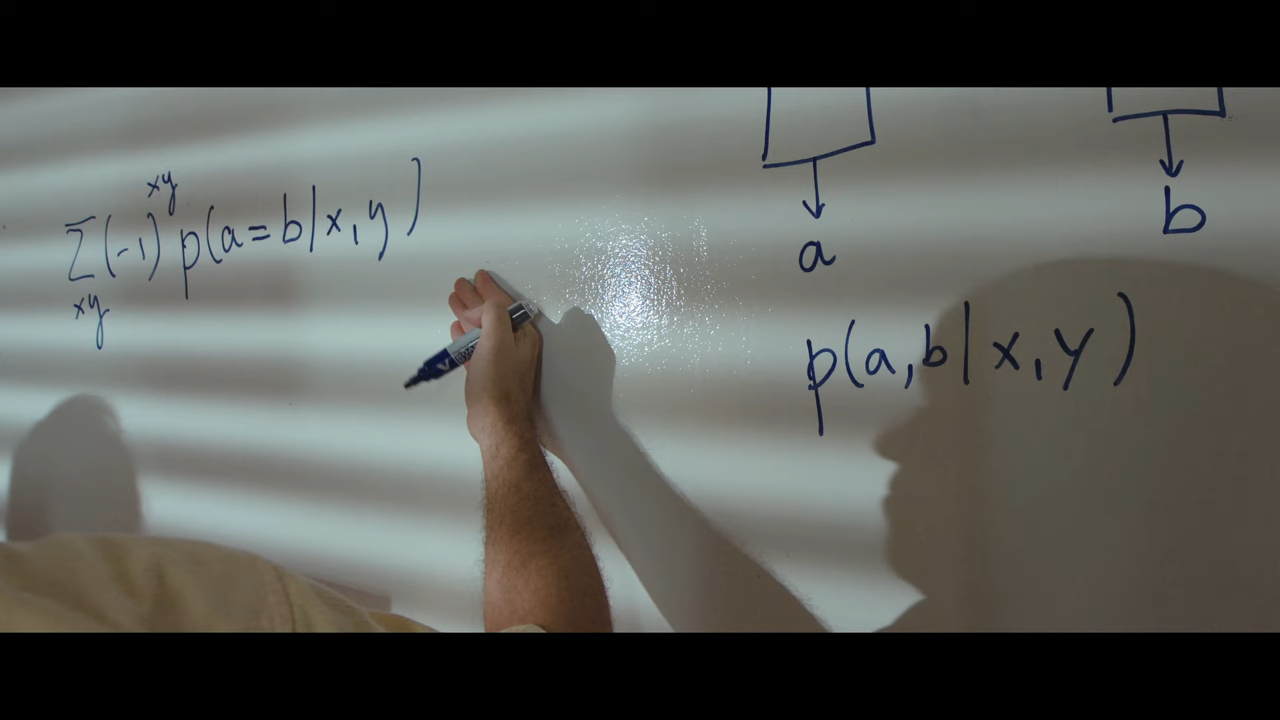 xy
Σ(-1) p(a=b|x,y)
xy
a
b
p(a,b|x,y)